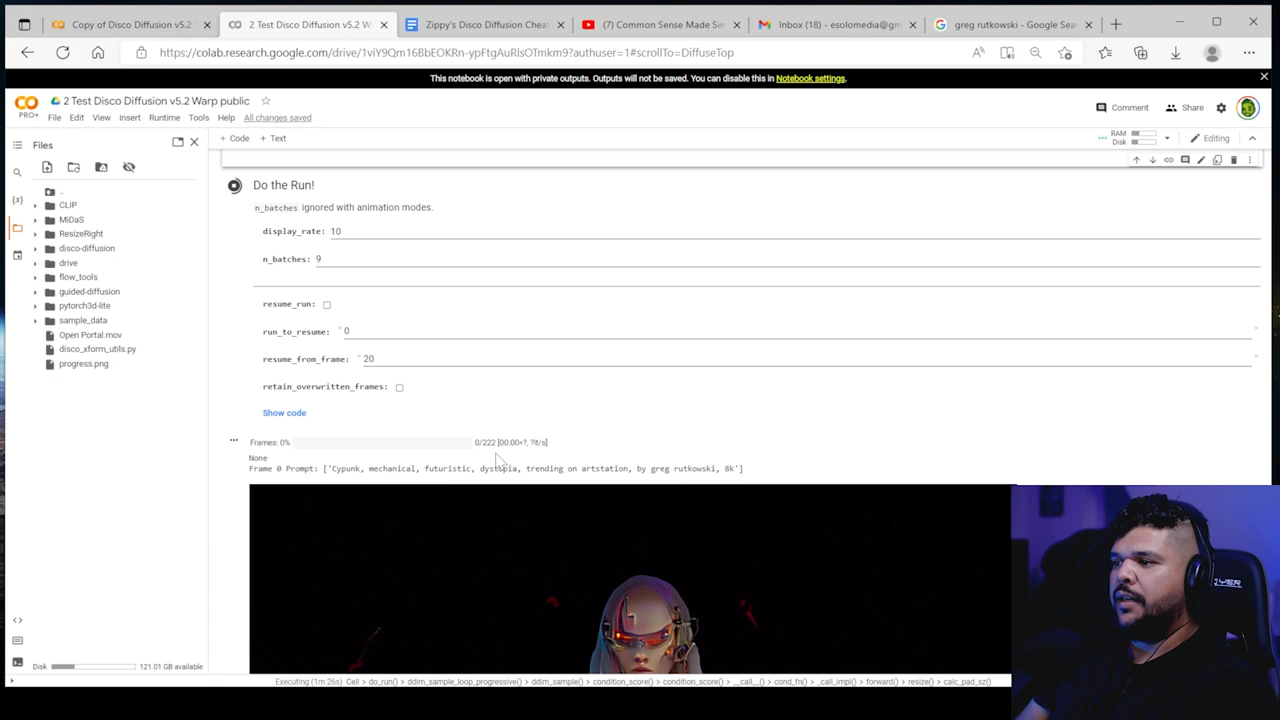 Copy of Disco Diffusion v5.2
2 Test Disco Diffusion v5.2 W
Zippy's Disco Diffusion Cheat
(7) Common Sense Made Sim
Inbox (18) - esolomedia@gm
greg rutkowski - Google Sea
https://colab.research.google.com/drive/1viY9Qm16BbEOKRn-ypFtgAuRlsOTmkm9?authuser=1#scrollTo=DiffuseTop
This notebook is open with private outputs. Outputs will not be saved. You can disable this in Notebook settings.
PRO+
2 Test Disco Diffusion v5.2 Warp public
File Edit View Insert Runtime Tools Help All changes saved
Comment Share
Files
+ Code + Text
RAM
Disk
Editing
..
CLIP
MiDaS
ResizeRight
disco-diffusion
drive
flow_tools
guided-diffusion
pytorch3d-lite
sample_data
Open Portal.mov
disco_xform_utils.py
progress.png
Do the Run!
n_batches ignored with animation modes.
display_rate: 10
n_batches: 9
resume_run:
run_to_resume: " 0 "
resume_from_frame: " 20 "
retain_overwritten_frames:
Show code
Frames: 0% 0/222 [00:00<?, ?it/s]
None
Frame 0 Prompt: ['Cypunk, mechanical, futuristic, dystopia, trending on artstation, by greg rutkowski, 8k']
Disk 121.01 GB available
Executing (1m 26s) Cell > do_run() > ddim_sample_loop_progressive() > ddim_sample() > condition_score() > condition_score() > __call__() > cond_fn() > _call_impl() > forward() > resize() > calc_pad_sz()